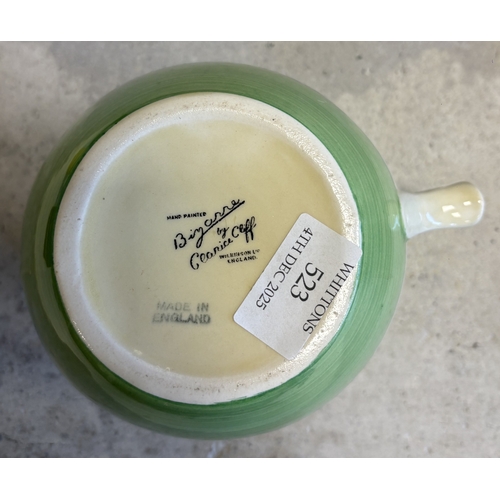 HAND PAINTED
Bizarre
by
Clarice Cliff
WILKINSON LTD
ENGLAND.
MADE IN
ENGLAND
WHITTONS
523
4TH DEC 2025